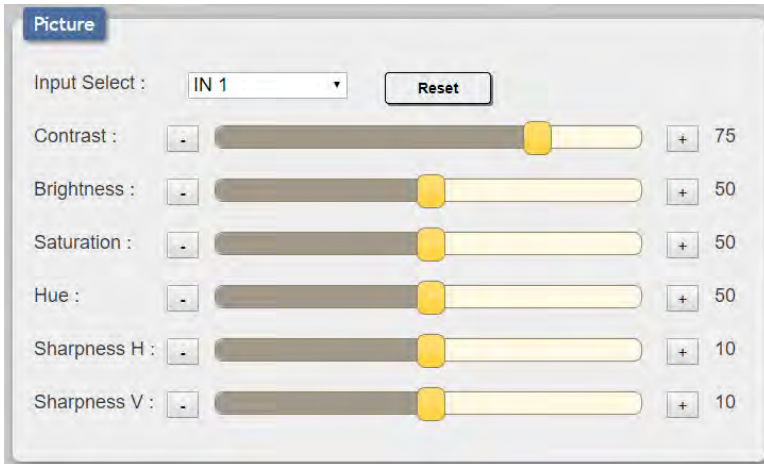 Picture
Input Select : IN 1 Reset
Contrast : - + 75
Brightness : - + 50
Saturation : - + 50
Hue : - + 50
Sharpness H : - + 10
Sharpness V : - + 10